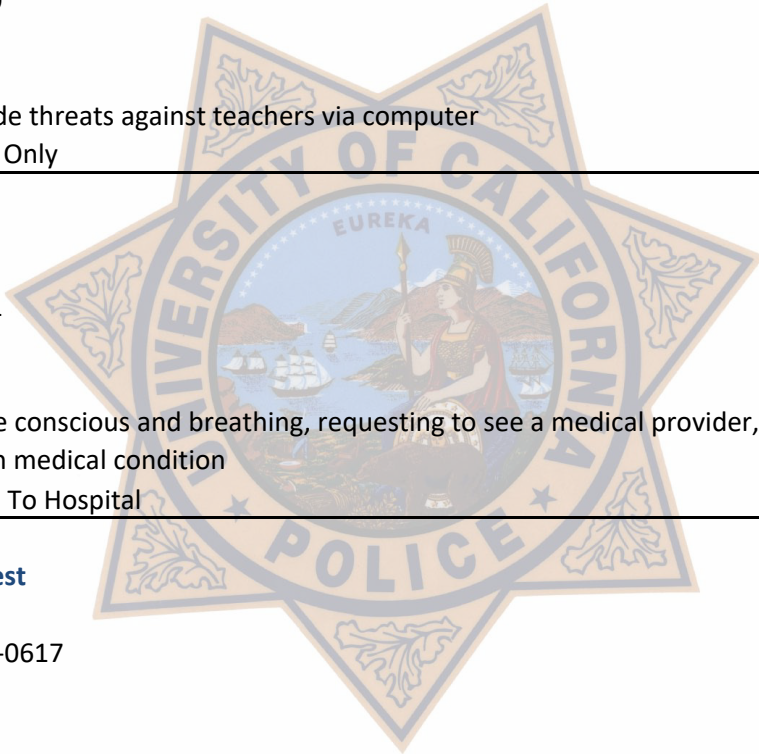 de threats against teachers via computer
Only
UNIVERSITY OF CALIFORNIA
EUREKA
e conscious and breathing, requesting to see a medical provider,
n medical condition
To Hospital
POLICE
est
-0617